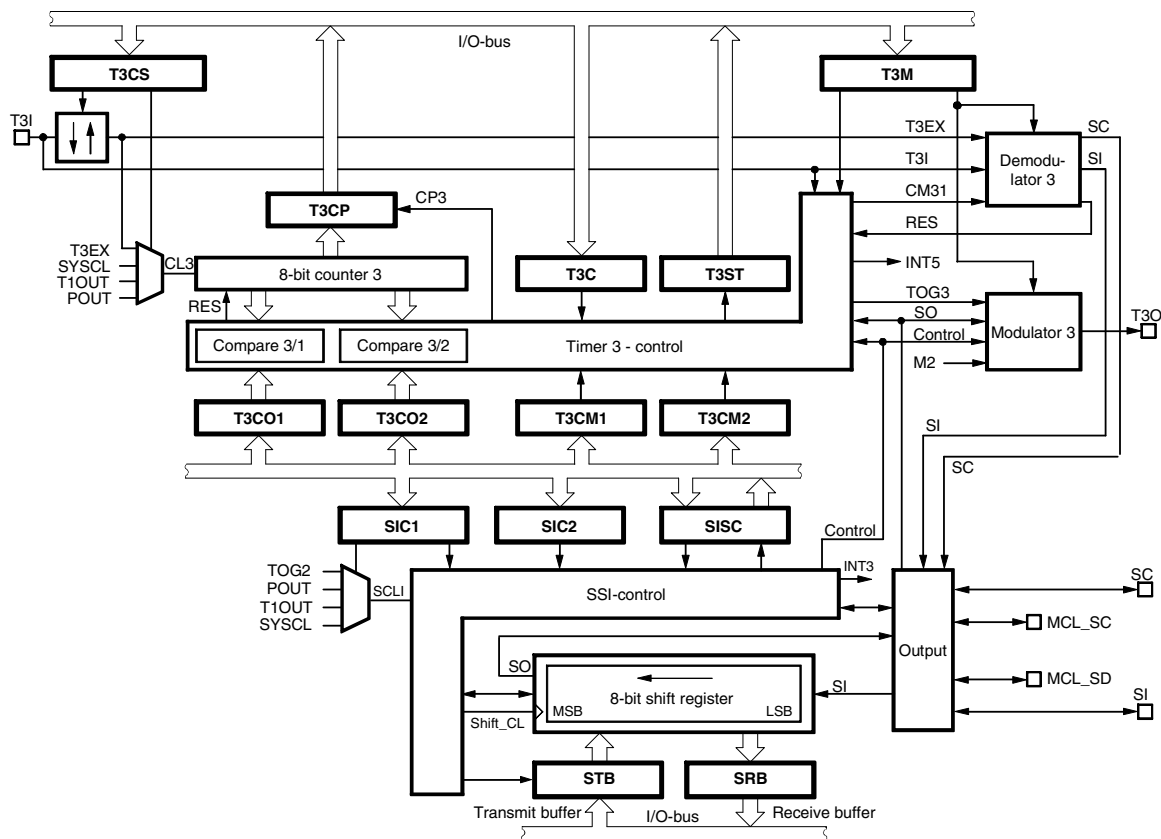 I/O-bus
T3CS
T3M
T3I
T3EX
SC
T3I
SI
Demodu-
lator 3
CM31
T3CP
CP3
RES
T3EX
SYSCL
T1OUT
POUT
CL3
8-bit counter 3
T3C
T3ST
INT5
RES
TOG3
SO
Control
M2
Modulator 3
T3O
Compare 3/1
Compare 3/2
Timer 3 - control
T3CO1
T3CO2
T3CM1
T3CM2
SI
SC
SIC1
SIC2
SISC
Control
TOG2
POUT
T1OUT
SYSCL
SCLI
SSI-control
INT3
Output
SC
MCL_SC
MCL_SD
SI
SO
8-bit shift register
MSB
LSB
SI
Shift_CL
STB
SRB
Transmit buffer
I/O-bus
Receive buffer